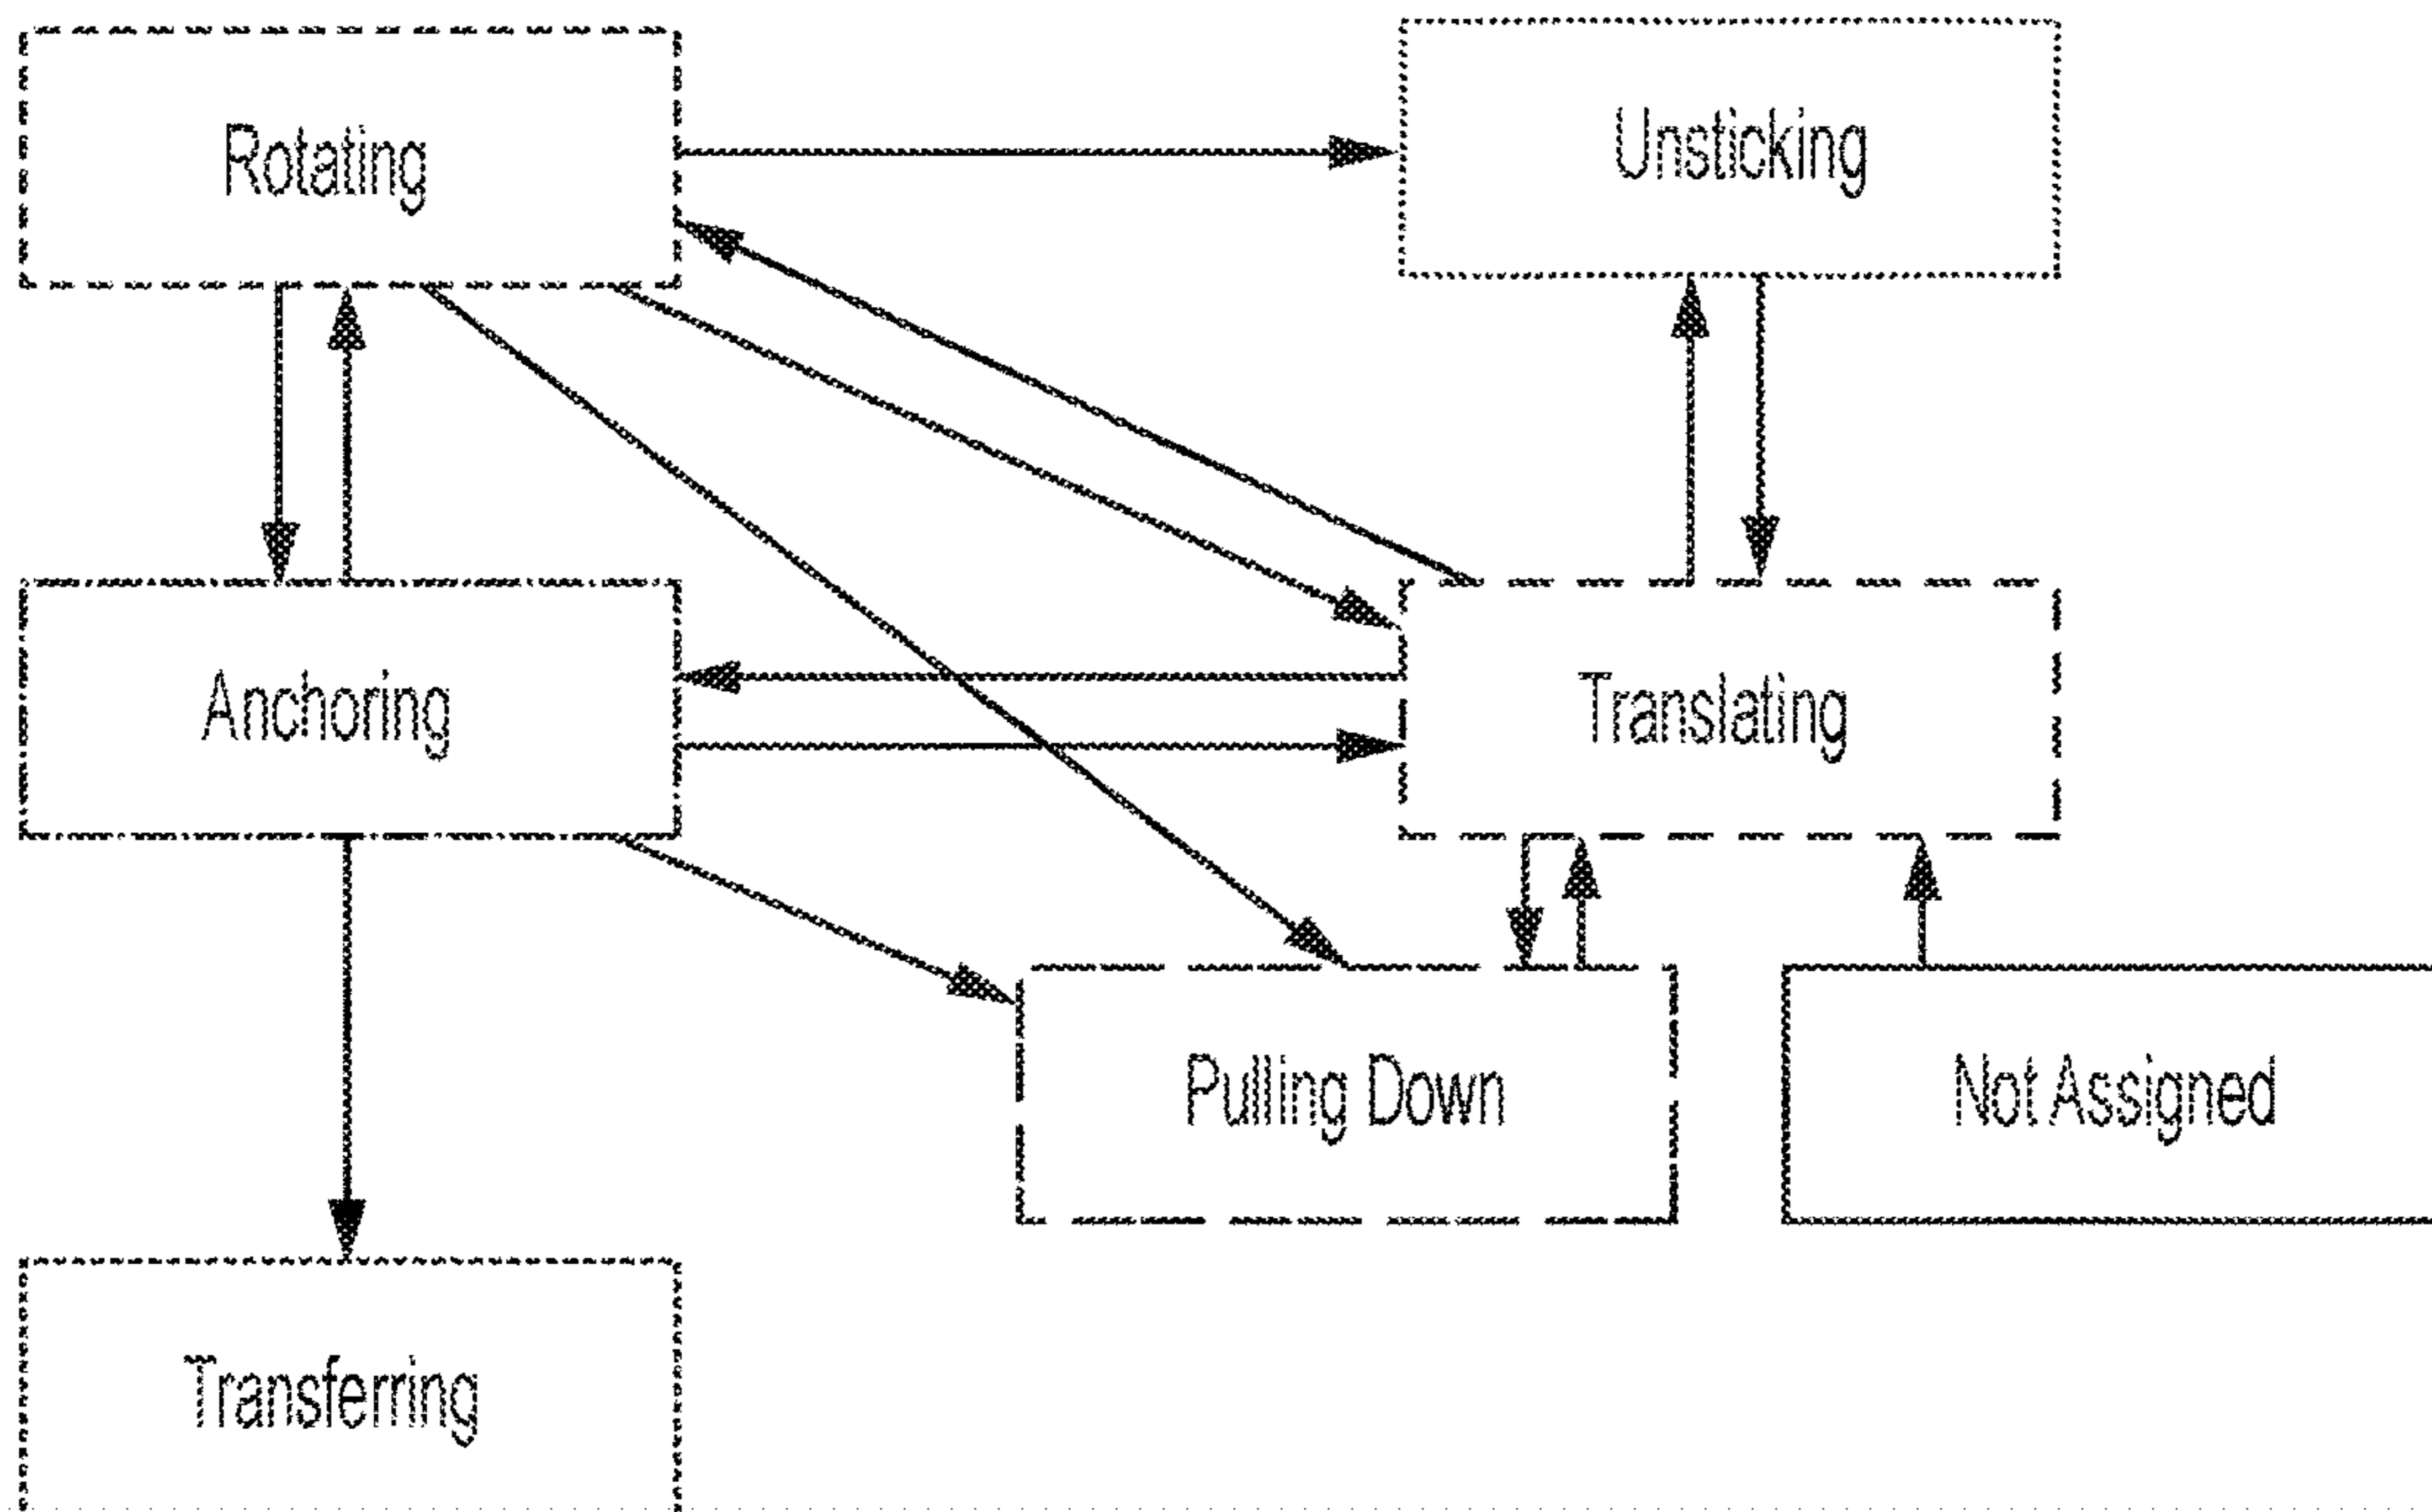 Rotating
Unsticking
Anchoring
Translating
Pulling Down
Not Assigned
Transferring